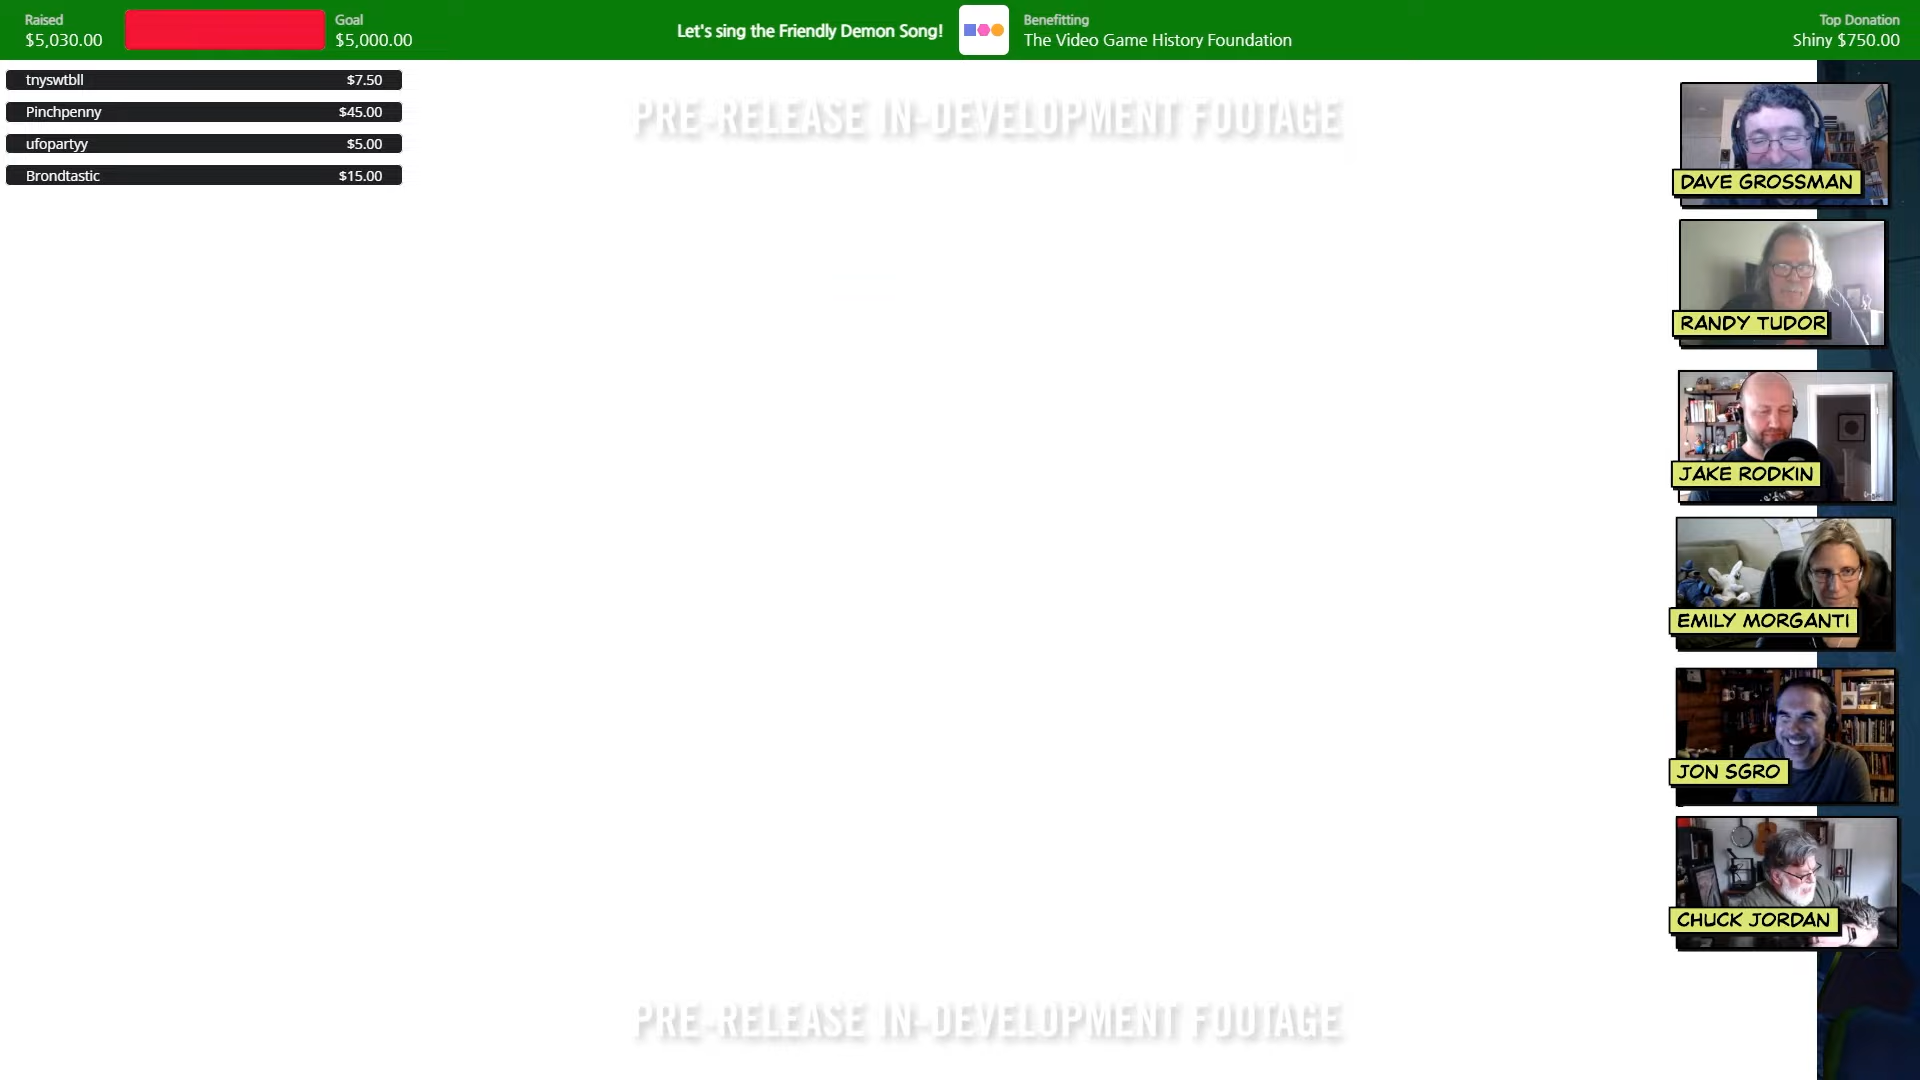 Raised
$5,030.00
Goal
$5,000.00
Let's sing the Friendly Demon Song!
Benefitting
The Video Game History Foundation
Top Donation
Shiny $750.00
tnyswtbll $7.50
Pinchpenny $45.00
ufopartyy $5.00
Brondtastic $15.00
PRE-RELEASE IN-DEVELOPMENT FOOTAGE
DAVE GROSSMAN
RANDY TUDOR
JAKE RODKIN
EMILY MORGANTI
JON SGRO
CHUCK JORDAN
PRE-RELEASE IN-DEVELOPMENT FOOTAGE